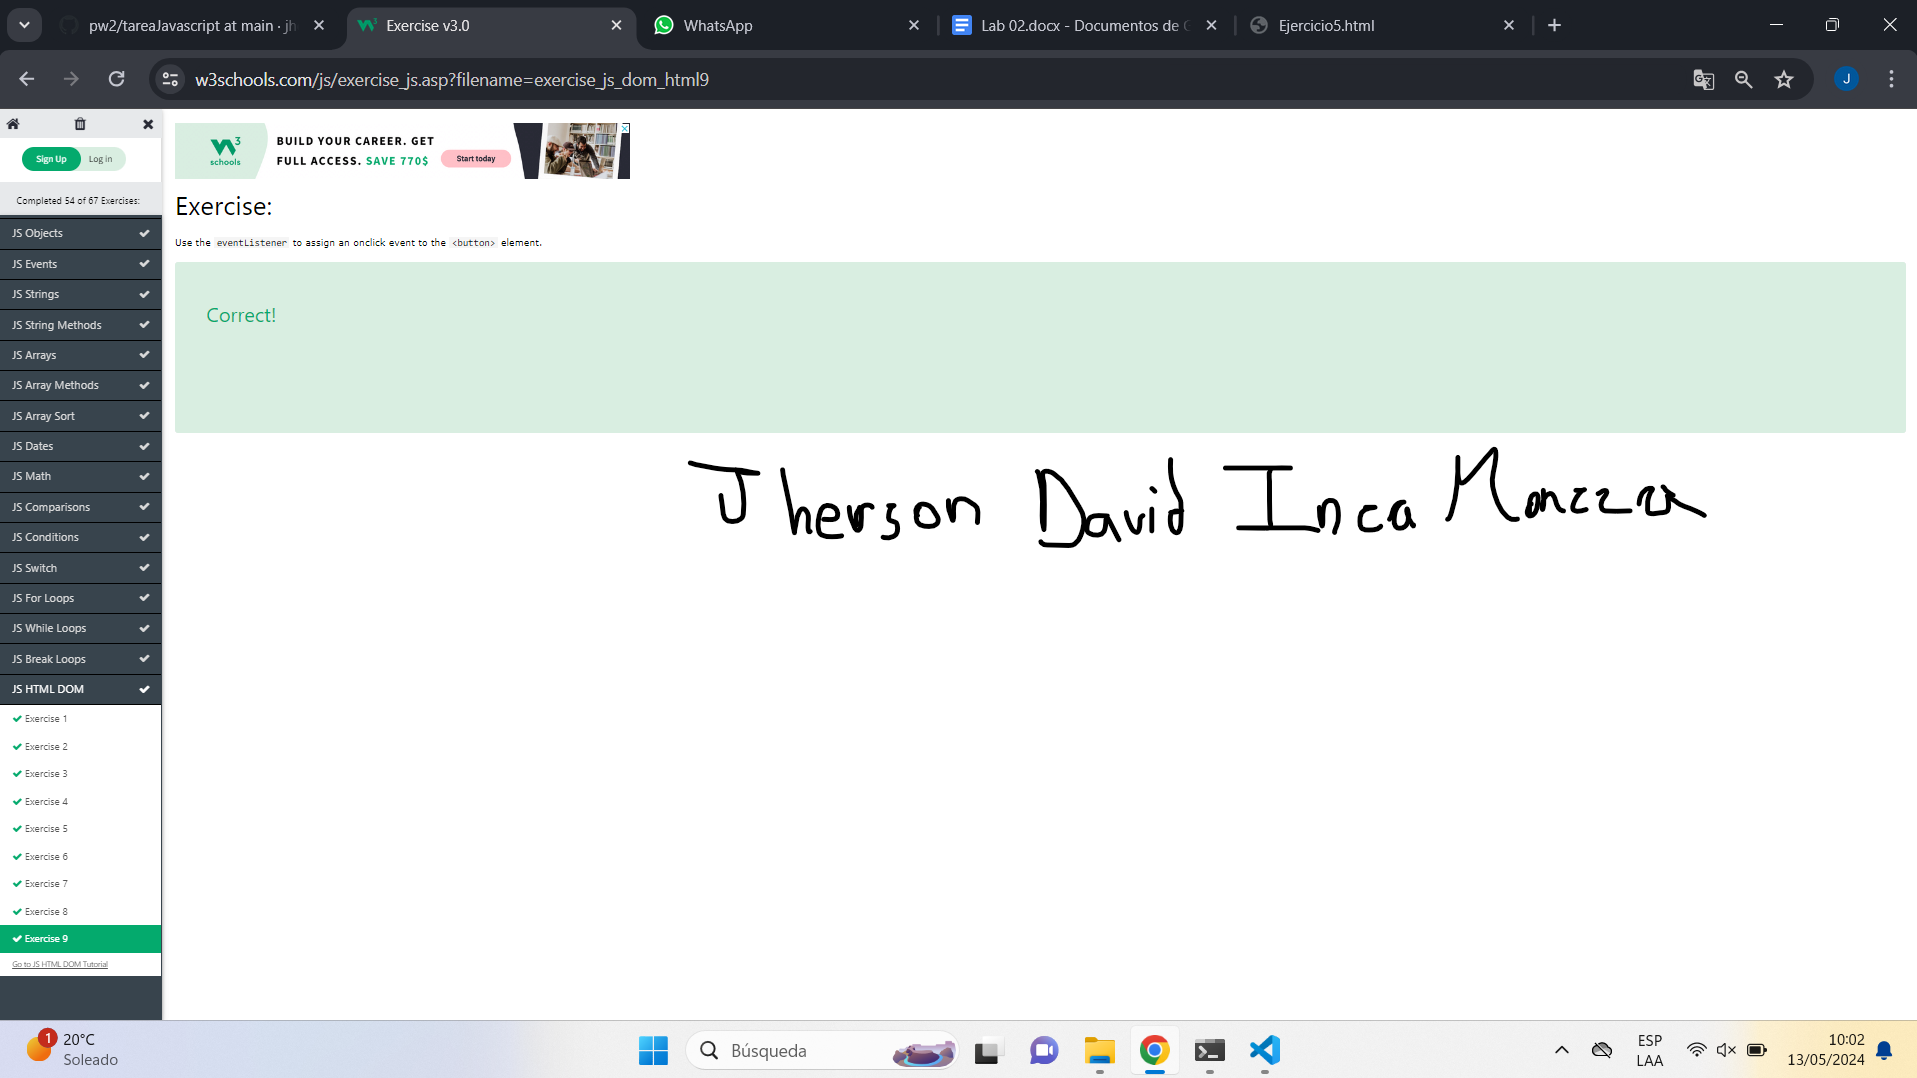 pw2/tareaJavascript at main · jh
Exercise v3.0
WhatsApp
Lab 02.docx - Documentos de G
Ejercicio5.html
w3schools.com/js/exercise_js.asp?filename=exercise_js_dom_html9
J
Sign Up
Log in
Completed 54 of 67 Exercises:
JS Objects
JS Events
JS Strings
JS String Methods
JS Arrays
JS Array Methods
JS Array Sort
JS Dates
JS Math
JS Comparisons
JS Conditions
JS Switch
JS For Loops
JS While Loops
JS Break Loops
JS HTML DOM
Exercise 1
Exercise 2
Exercise 3
Exercise 4
Exercise 5
Exercise 6
Exercise 7
Exercise 8
Exercise 9
Go to JS HTML DOM Tutorial
W3 schools
BUILD YOUR CAREER. GET
FULL ACCESS. SAVE 770$
Start today
Exercise:
Use the eventListener to assign an onclick event to the <button> element.
Correct!
Jherson David Inca
1
20°C
Soleado
Búsqueda
ESP
LAA
10:02
13/05/2024